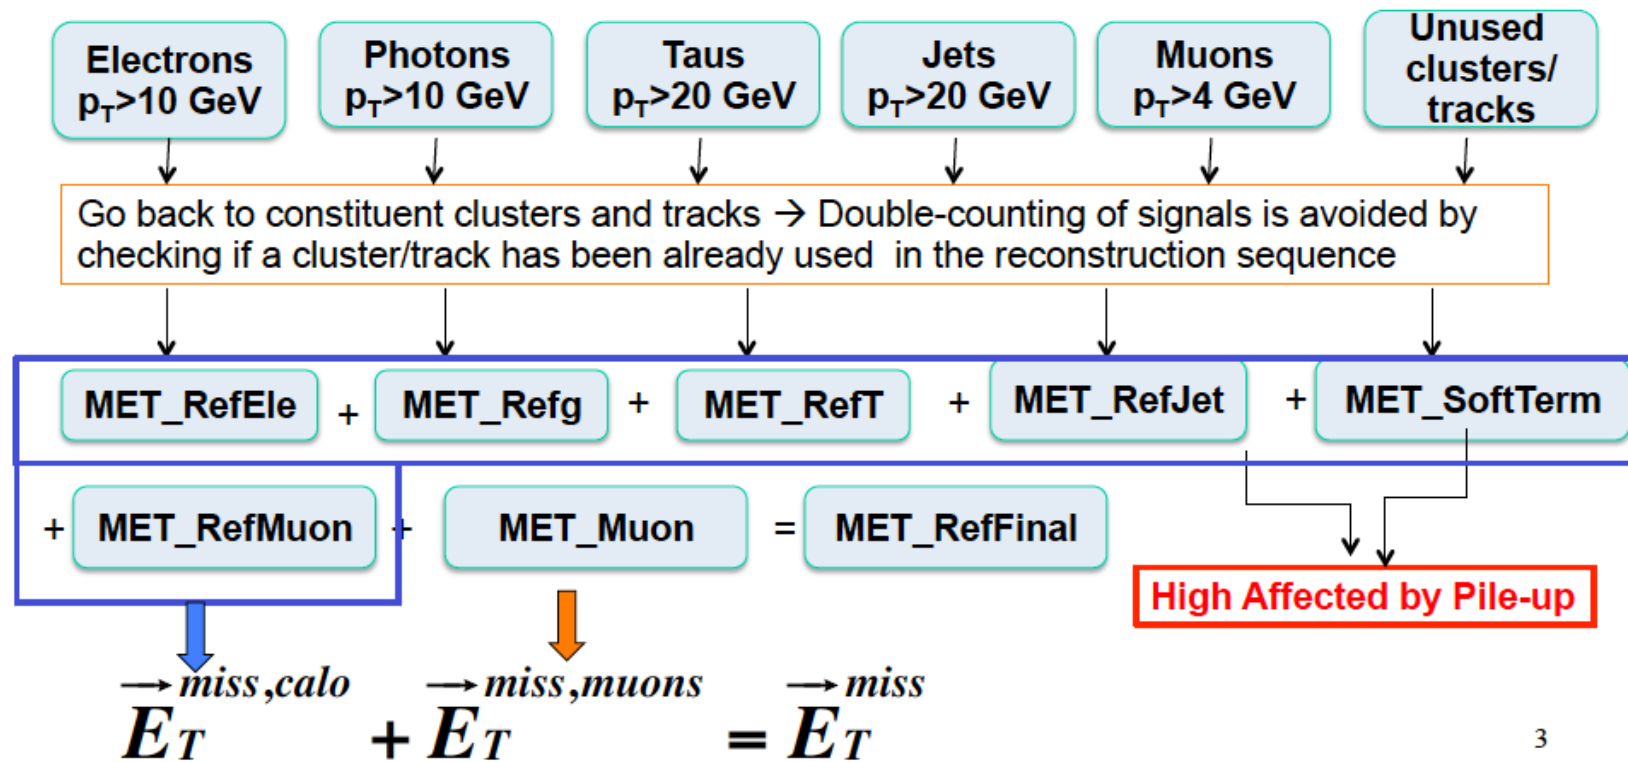 Electrons
pT>10 GeV
Photons
pT>10 GeV
Taus
pT>20 GeV
Jets
pT>20 GeV
Muons
pT>4 GeV
Unused
clusters/
tracks
Go back to constituent clusters and tracks → Double-counting of signals is avoided by
checking if a cluster/track has been already used in the reconstruction sequence
MET_RefEle + MET_Refg + MET_RefT + MET_RefJet + MET_SoftTerm
+ MET_RefMuon + MET_Muon = MET_RefFinal
High Affected by Pile-up
E⃗T miss,calo + E⃗T miss,muons = E⃗T miss
3